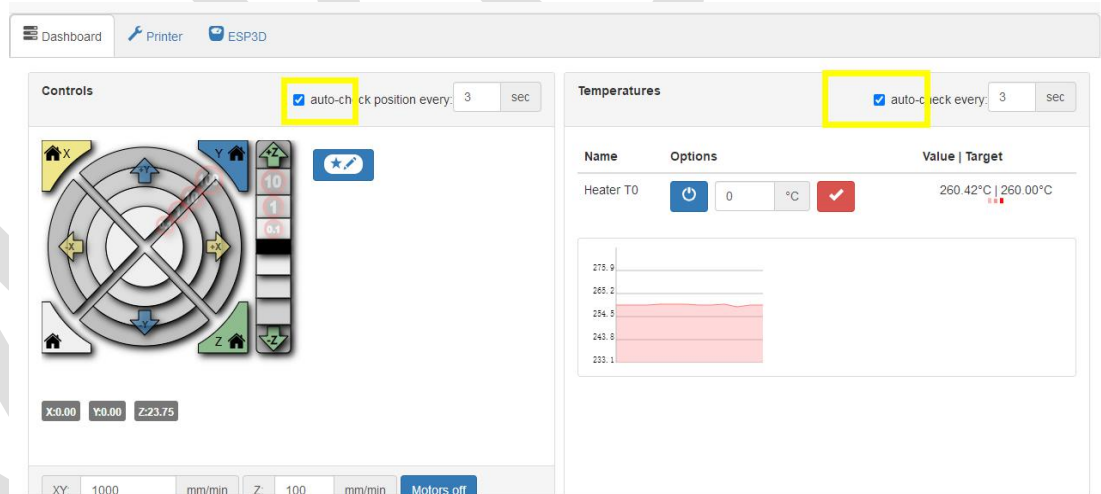 Dashboard Printer ESP3D
Controls
auto-check position every: 3 sec
X
Y
+Z
+Y
10
1
0.1
-X
+X
-Y
Z
-Z
X:0.00 Y:0.00 Z:23.75
XY: 1000 mm/min Z: 100 mm/min Motors off
Temperatures
auto-check every: 3 sec
Name Options Value | Target
Heater T0 0 °C 260.42°C | 260.00°C
275.9
265.2
254.5
243.8
233.1